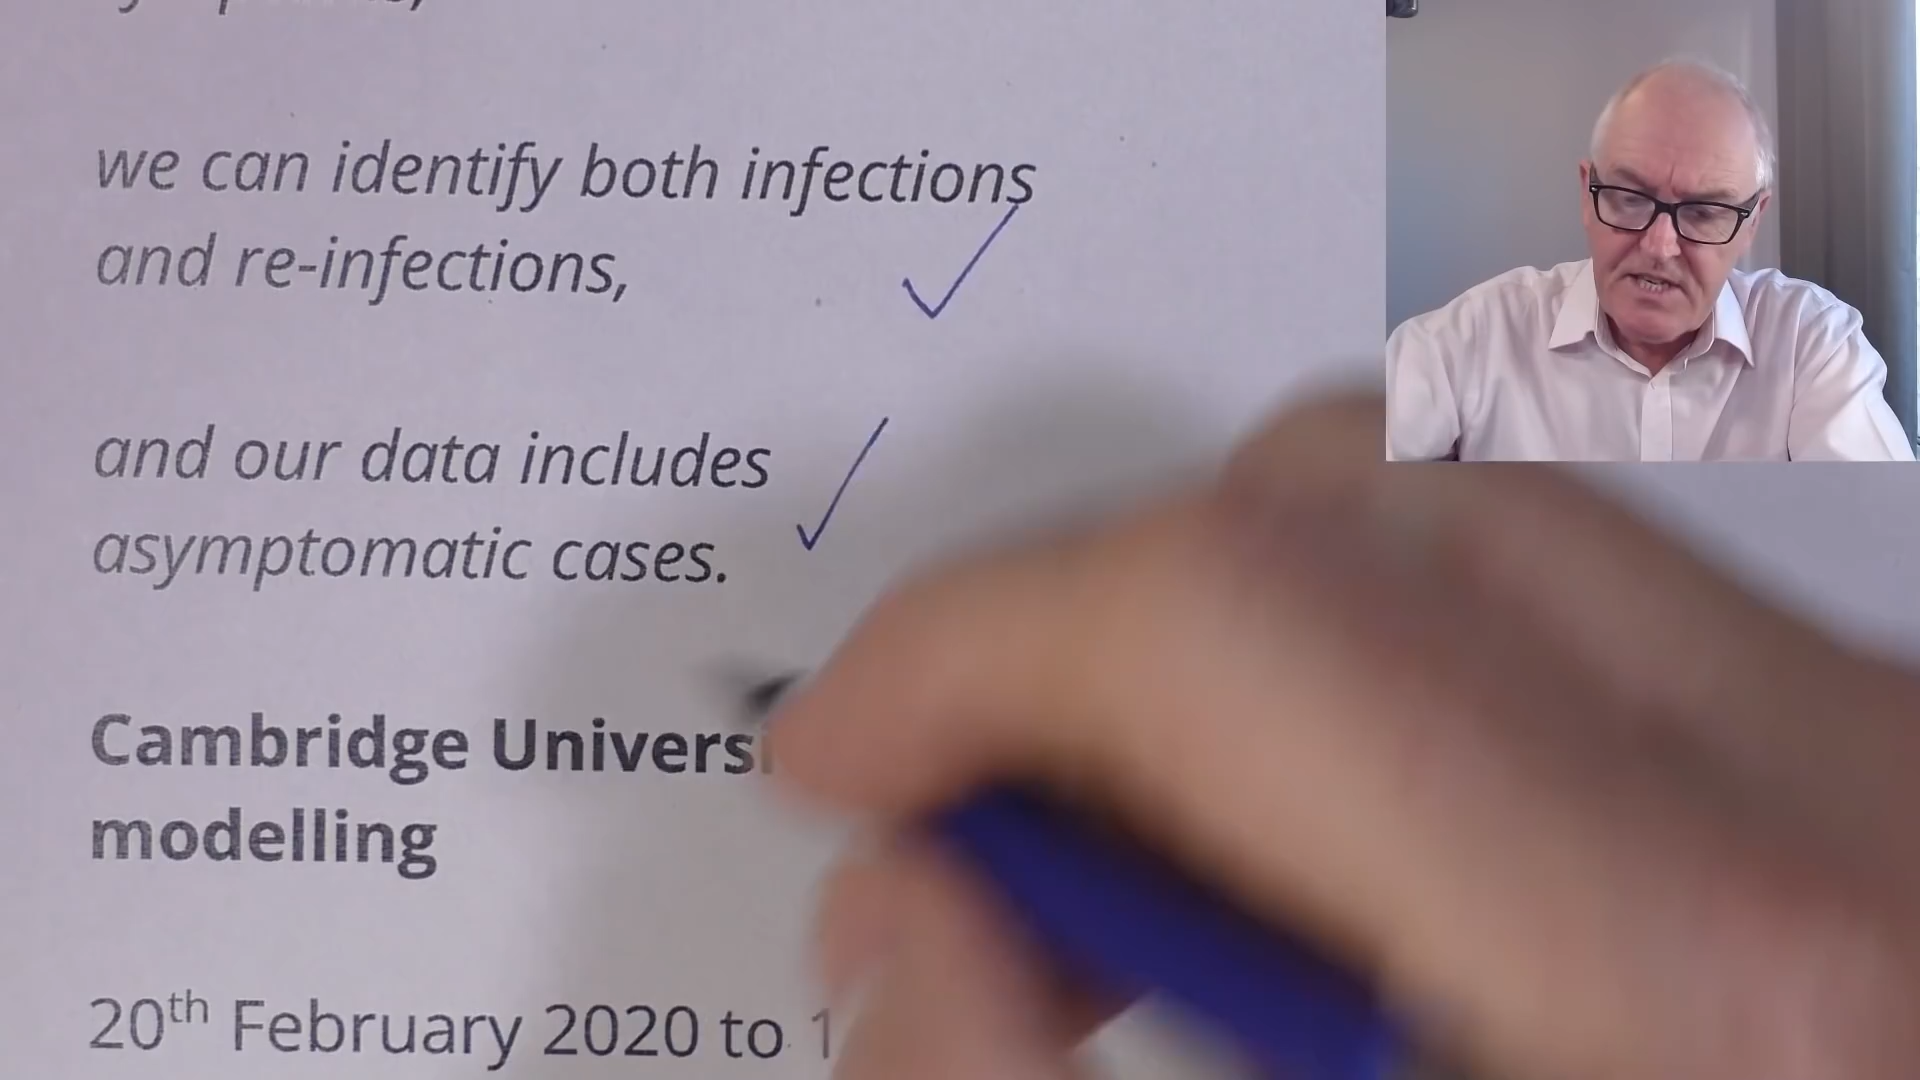 we can identify both infections
and re-infections,
and our data includes
asymptomatic cases.
Cambridge
modelling
20th February 2020 to